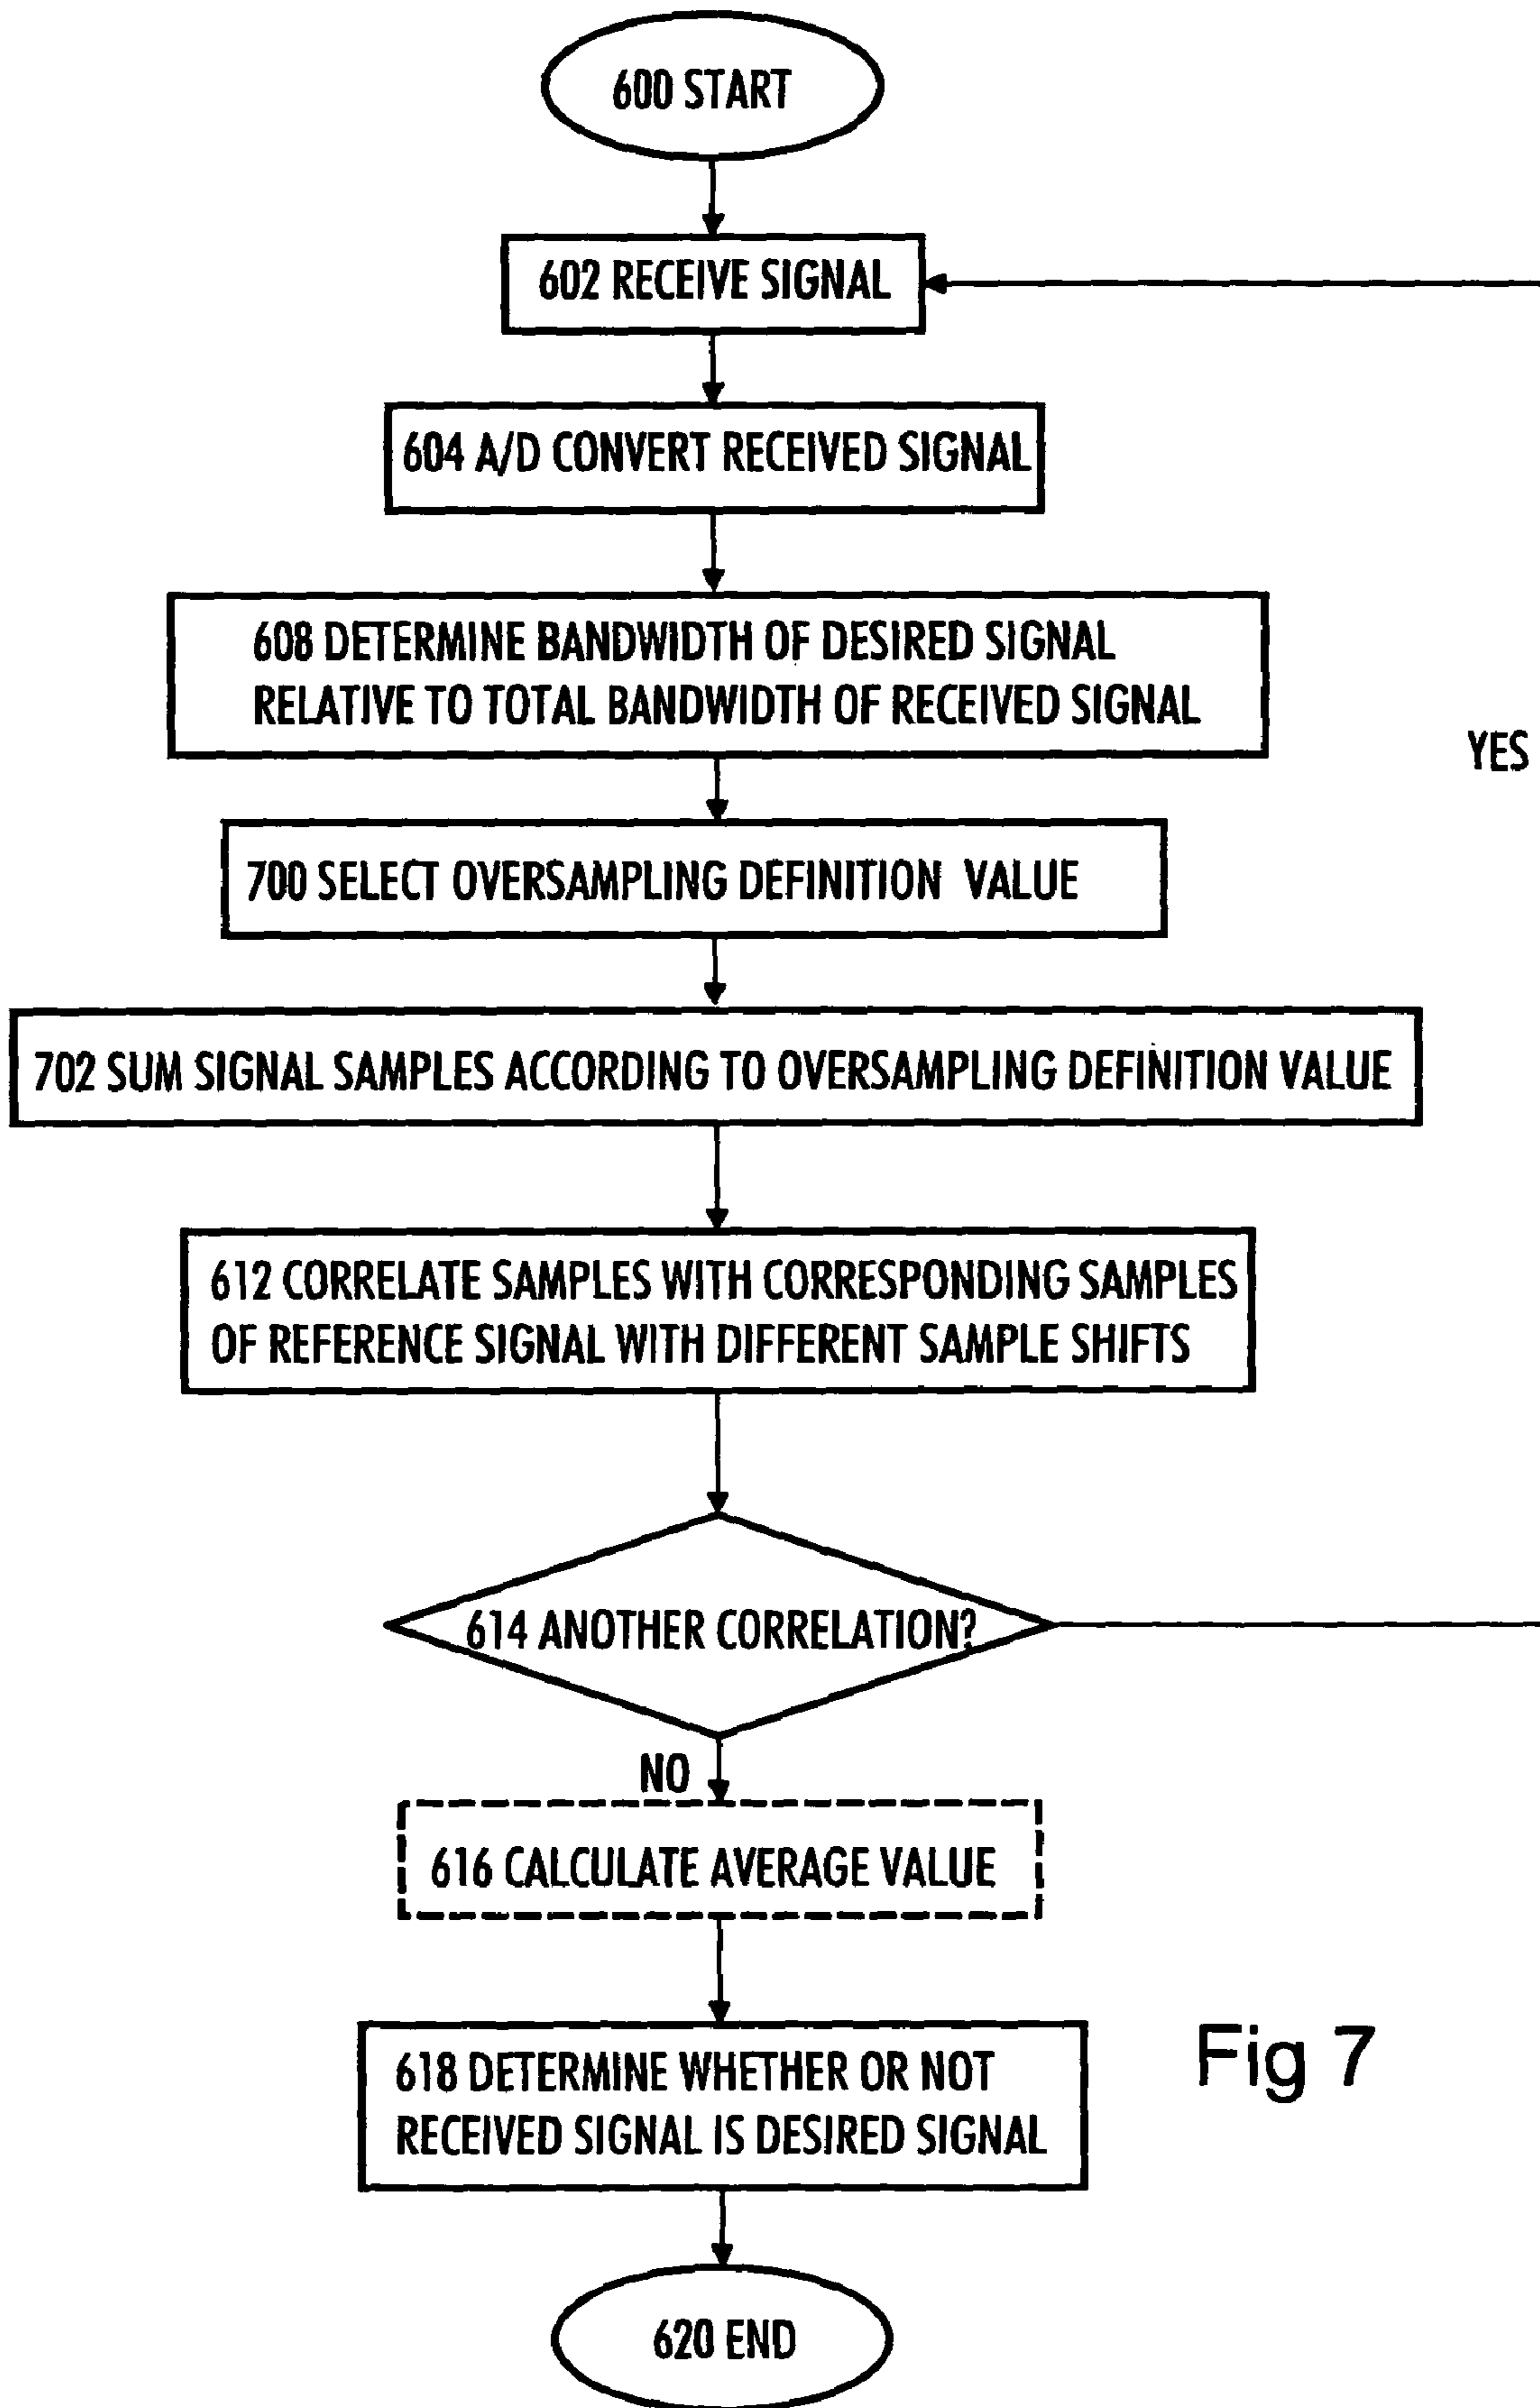 600 START
602 RECEIVE SIGNAL
604 A/D CONVERT RECEIVED SIGNAL
608 DETERMINE BANDWIDTH OF DESIRED SIGNAL
RELATIVE TO TOTAL BANDWIDTH OF RECEIVED SIGNAL
YES
700 SELECT OVERSAMPLING DEFINITION VALUE
702 SUM SIGNAL SAMPLES ACCORDING TO OVERSAMPLING DEFINITION VALUE
612 CORRELATE SAMPLES WITH CORRESPONDING SAMPLES
OF REFERENCE SIGNAL WITH DIFFERENT SAMPLE SHIFTS
614 ANOTHER CORRELATION?
NO
616 CALCULATE AVERAGE VALUE
618 DETERMINE WHETHER OR NOT
RECEIVED SIGNAL IS DESIRED SIGNAL
Fig 7
620 END